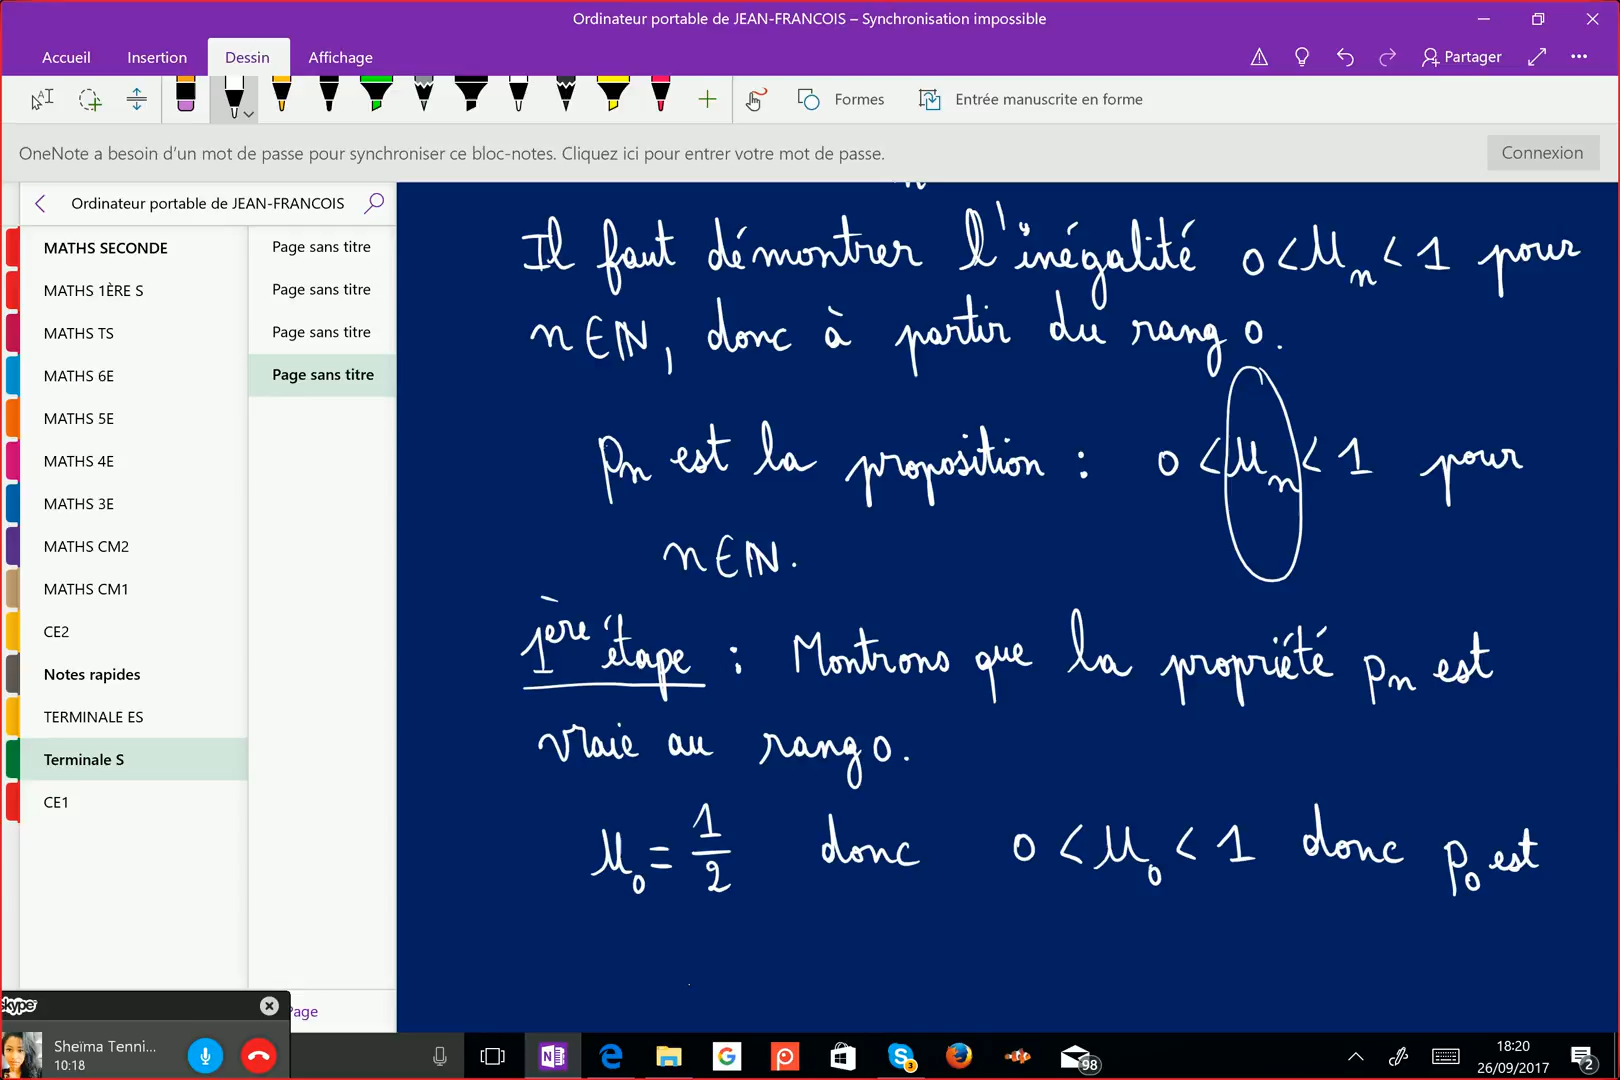 Ordinateur portable de JEAN-FRANCOIS – Synchronisation impossible
Accueil Insertion Dessin Affichage Partager
Formes Entrée manuscrite en forme
OneNote a besoin d'un mot de passe pour synchroniser ce bloc-notes. Cliquez ici pour entrer votre mot de passe. Connexion
Ordinateur portable de JEAN-FRANCOIS
MATHS SECONDE
MATHS 1ÈRE S
MATHS TS
MATHS 6E
MATHS 5E
MATHS 4E
MATHS 3E
MATHS CM2
MATHS CM1
CE2
Notes rapides
TERMINALE ES
Terminale S
CE1
Page sans titre
Page sans titre
Page sans titre
Page sans titre
Il faut démontrer l'inégalité 0 < Un < 1 pour
n ∈ ℕ, donc à partir du rang 0.
Pn est la proposition : 0 < Un < 1 pour
n ∈ ℕ.
1ère étape : Montrons que la propriété Pn est
vraie au rang 0.
U0 = 1/2 donc 0 < U0 < 1 donc P0 est
Page
skype
Sheïma Tenni...
10:18
3
98
18:20
26/09/2017
2